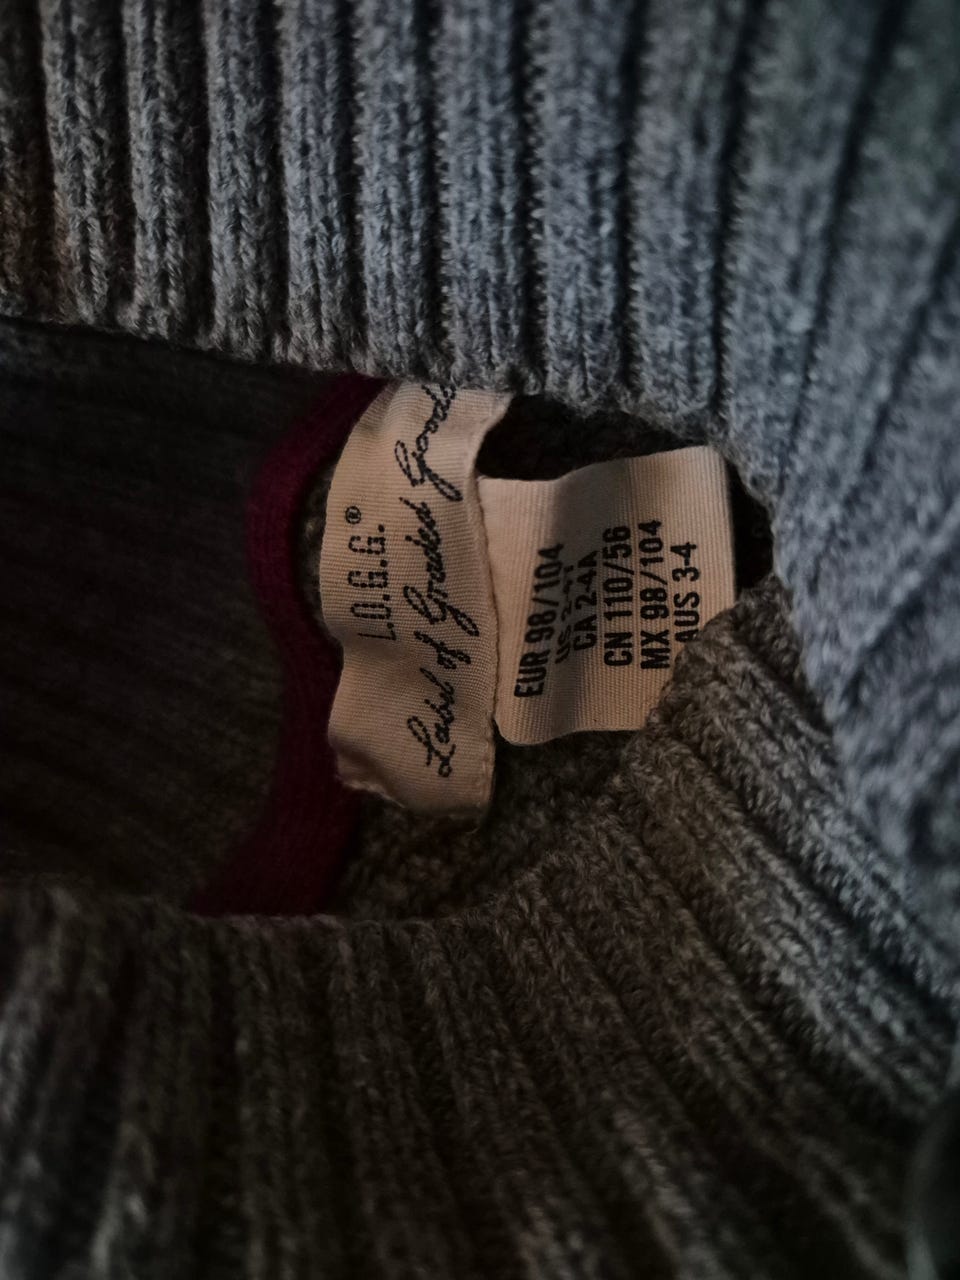 L.O.G.G.®
Label of Graded Goods
EUR 98/104
US 2-4Y
CA 2-4A
CN 110/56
MX 98/104
AUS 3-4